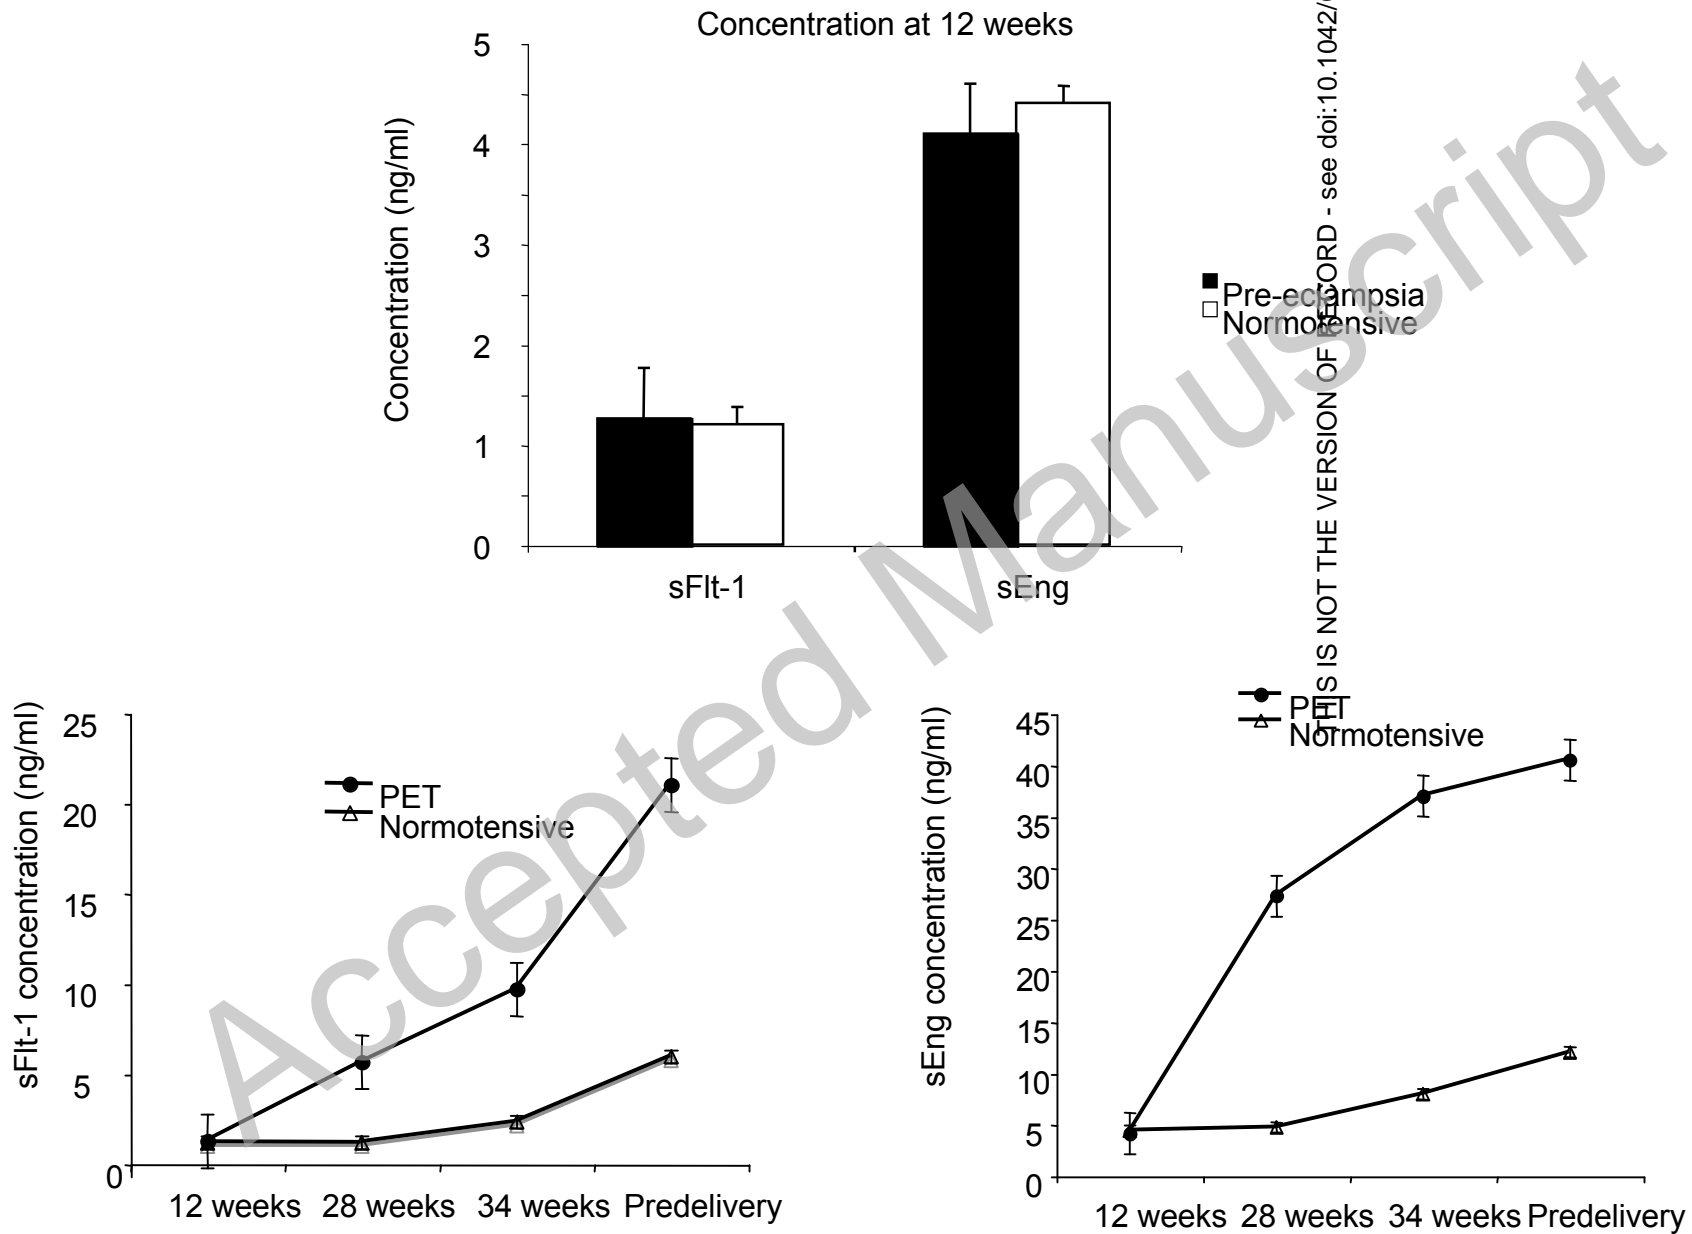 Concentration at 12 weeks
Concentration (ng/ml)
5
4
3
2
1
0
sFlt-1
sEng
Pre-eclampsia
Normotensive
THIS IS NOT THE VERSION OF RECORD - see doi:10.1042/
Accepted Manuscript
sFlt-1 concentration (ng/ml)
25
20
15
10
5
0
PET
Normotensive
12 weeks 28 weeks 34 weeks Predelivery
sEng concentration (ng/ml)
45
40
35
30
25
20
15
10
5
0
PET
Normotensive
12 weeks 28 weeks 34 weeks Predelivery